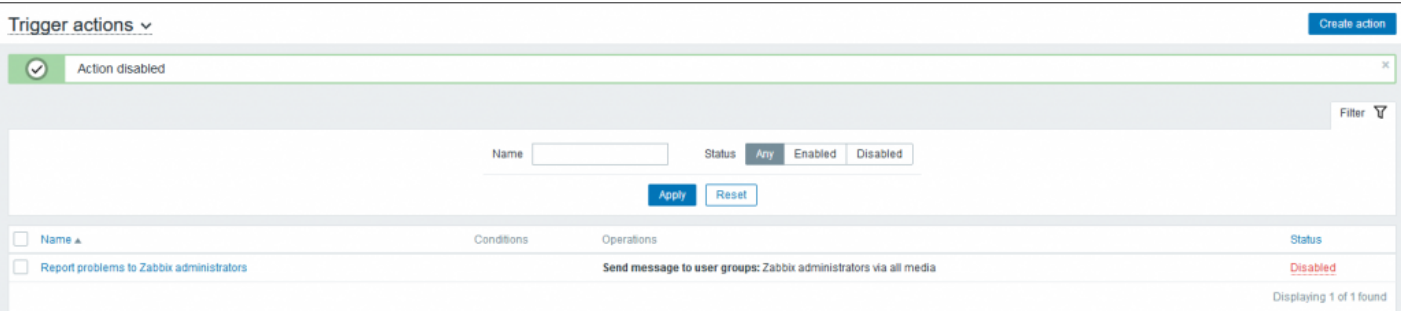 Trigger actions
Create action
Action disabled
Filter
Name Status Any Enabled Disabled
Apply Reset
Name Conditions Operations Status
Report problems to Zabbix administrators Send message to user groups: Zabbix administrators via all media Disabled
Displaying 1 of 1 found